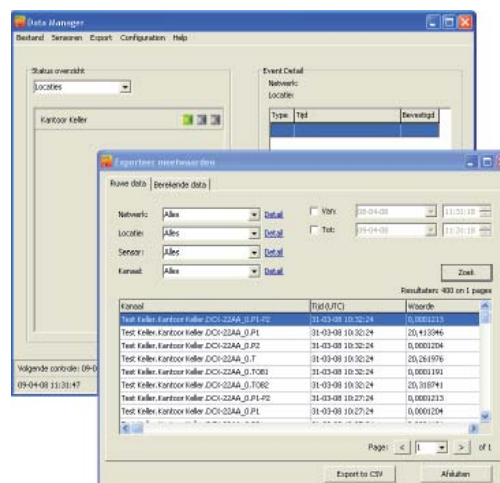 Data Manager
Bestand Sensoren Export Configuration Help
Status overzicht
Locaties
Kantoor Keller
Event Detail
Netwerk:
Locatie:
Type Tijd Bevestigd
Volgende controle: 09-0
09-04-08 11:31:47
Exporteer meetwaarden
Ruwe data Berekende data
Netwerk: Alles Detail
Locatie: Alles Detail
Sensor: Alles Detail
Kanaal: Alles Detail
Van: 08-04-08 11:31:18
Tot: 09-04-08 11:31:18
Zoek
Resultaten: 400 on 1 pages
Kanaal Tijd (UTC) Waarde
Test Keller.Kantoor Keller.DCX-22AA_0.P1-P2 31-03-08 10:32:24 0,0001213
Test Keller.Kantoor Keller.DCX-22AA_0.P1 31-03-08 10:32:24 20,413346
Test Keller.Kantoor Keller.DCX-22AA_0.P2 31-03-08 10:32:24 0,0001204
Test Keller.Kantoor Keller.DCX-22AA_0.T 31-03-08 10:32:24 20,261976
Test Keller.Kantoor Keller.DCX-22AA_0.TOB1 31-03-08 10:32:24 0,0001191
Test Keller.Kantoor Keller.DCX-22AA_0.TOB2 31-03-08 10:32:24 20,318741
Test Keller.Kantoor Keller.DCX-22AA_0.P1-P2 31-03-08 10:27:24 0,0001213
Test Keller.Kantoor Keller.DCX-22AA_0.P1 31-03-08 10:27:24 0,0001204
Page: < 1 > of 1
Export to CSV Afsluiten